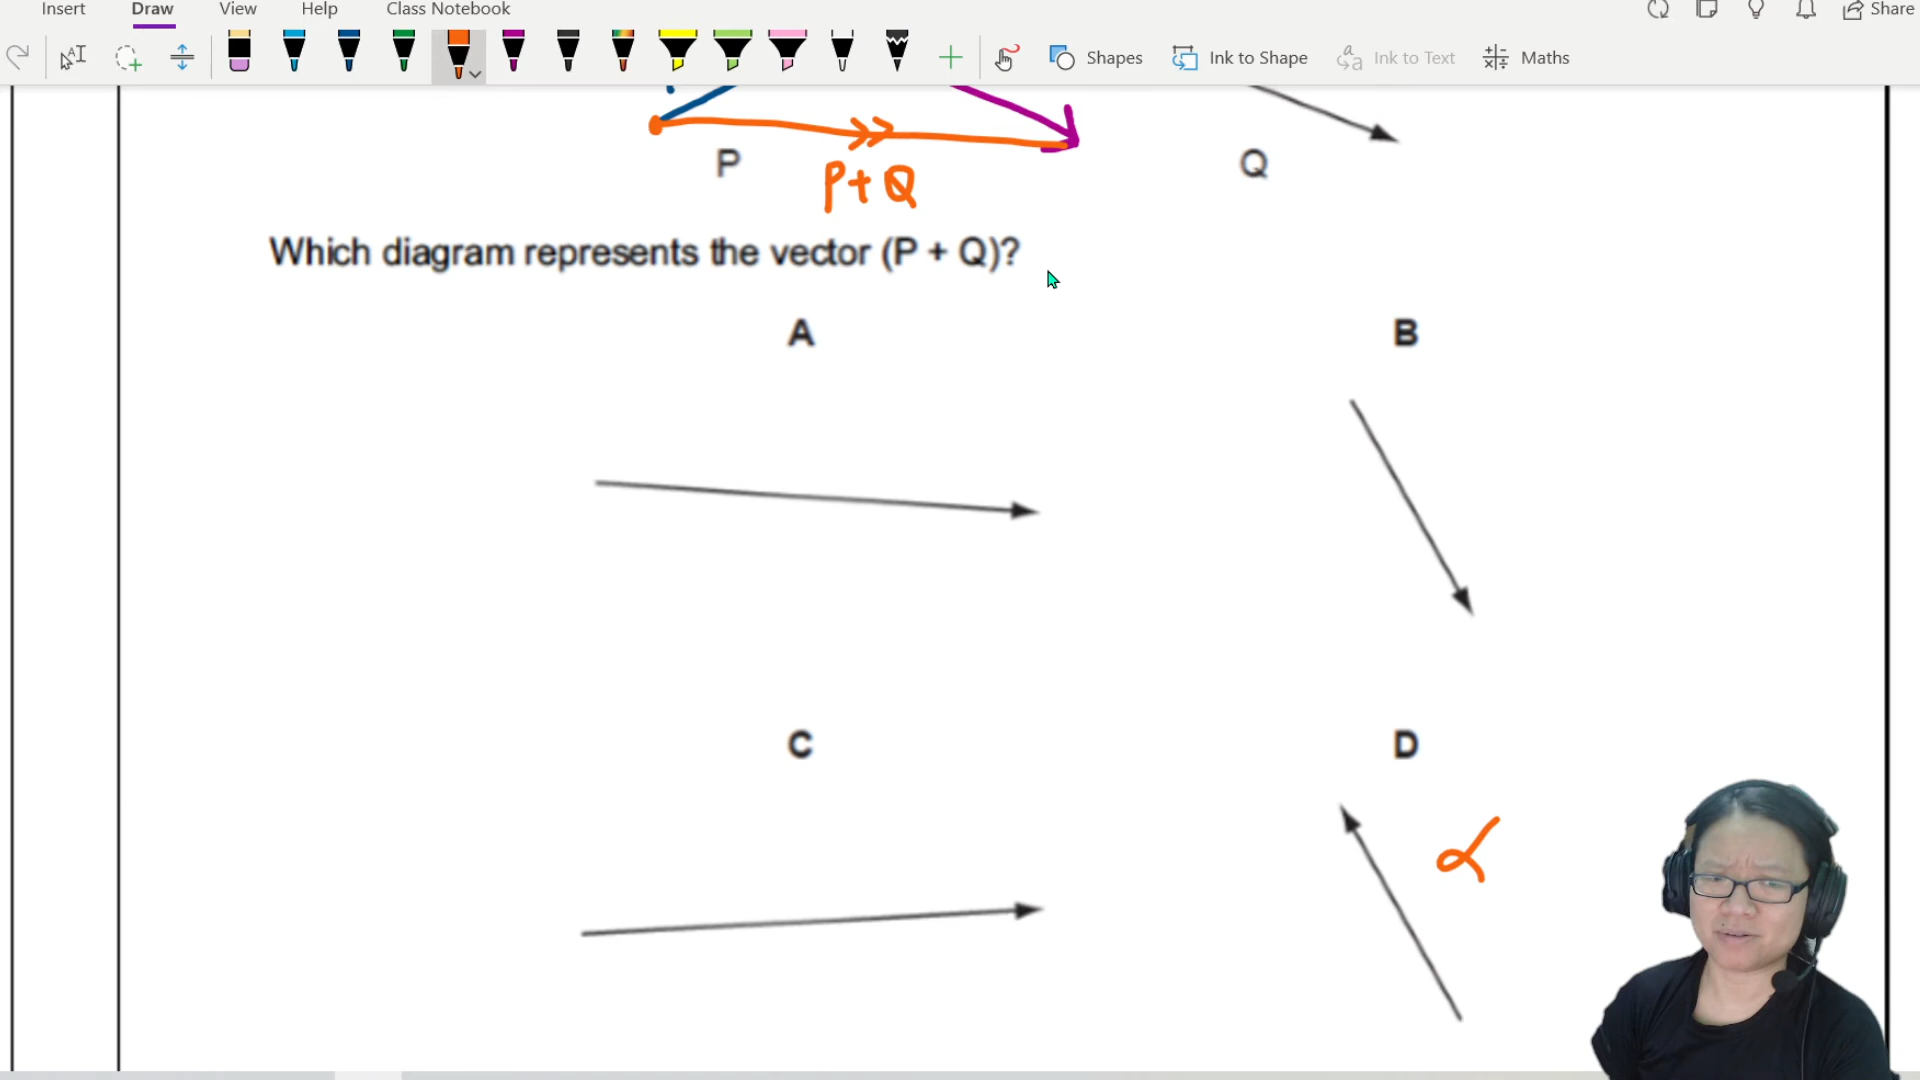 Insert Draw View Help Class Notebook Share
Shapes Ink to Shape Ink to Text Maths
P Q
P+Q
Which diagram represents the vector (P + Q)?
A B
C D
α